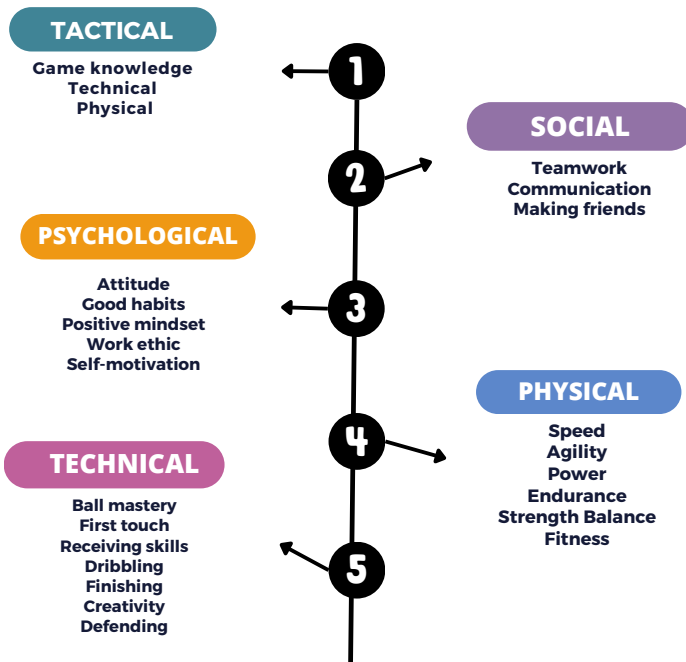 TACTICAL
Game knowledge
Technical
Physical
1
SOCIAL
Teamwork
Communication
Making friends
2
PSYCHOLOGICAL
Attitude
Good habits
Positive mindset
Work ethic
Self-motivation
3
PHYSICAL
Speed
Agility
Power
Endurance
Strength Balance
Fitness
4
TECHNICAL
Ball mastery
First touch
Receiving skills
Dribbling
Finishing
Creativity
Defending
5